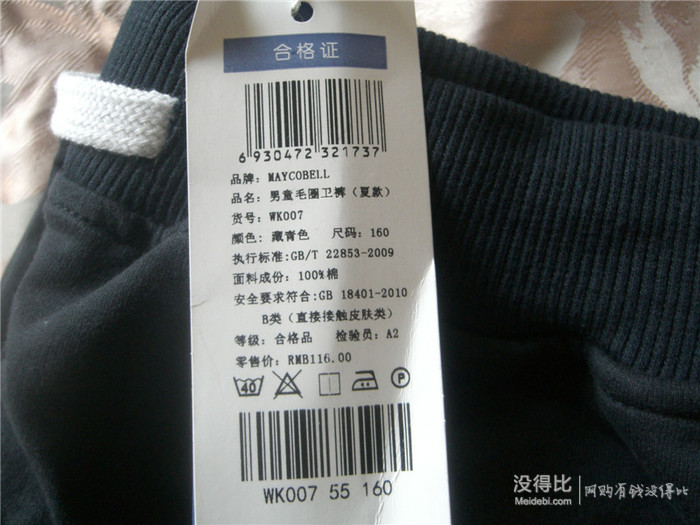 合格证
6 930472 321737
品牌: MAYCOBELL
品名: 男童毛圈卫裤（夏款）
货号: WK007
颜色: 藏青色 尺码: 160
执行标准:GB/T 22853-2009
面料成份: 100%棉
安全要求符合:GB 18401-2010
B类（直接接触皮肤类）
等级: 合格品 检验员: A2
零售价: RMB116.00
40 P
WK007 55 160
没得比
Meidebi.com
网购有钱没得比